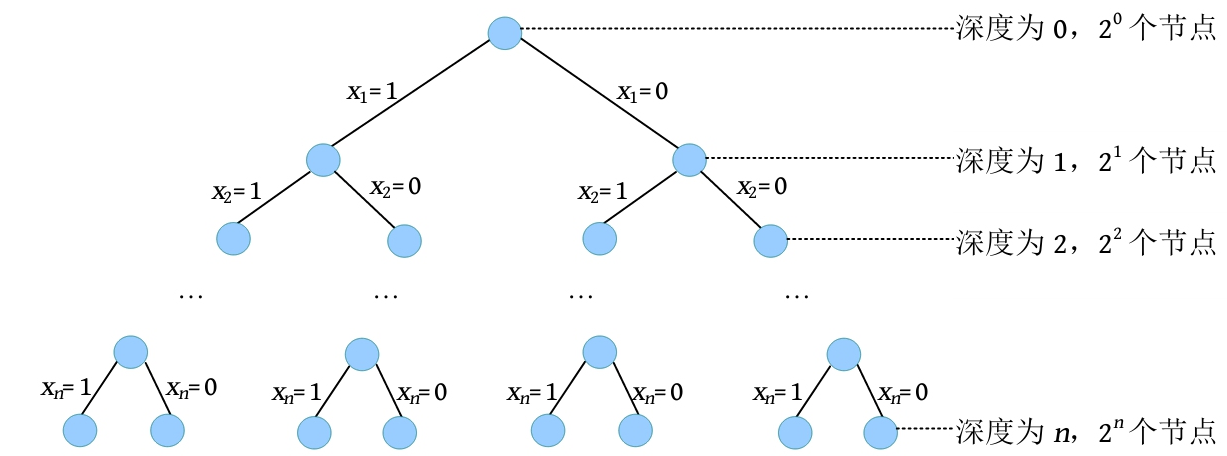 深度为 0，2⁰ 个节点
x₁=1
x₁=0
深度为 1，2¹ 个节点
x₂=1
x₂=0
x₂=1
x₂=0
深度为 2，2² 个节点
…
…
…
…
xₙ=1
xₙ=0
xₙ=1
xₙ=0
xₙ=1
xₙ=0
xₙ=1
xₙ=0
深度为 n，2ⁿ 个节点